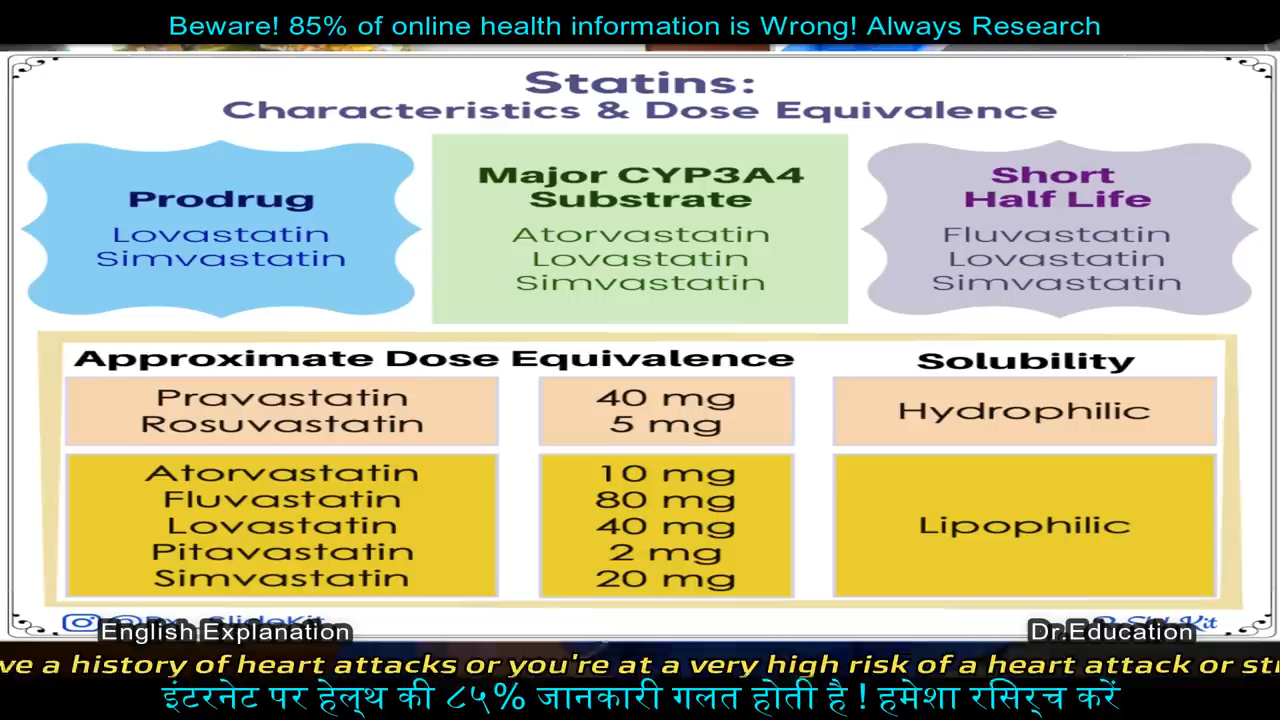 Beware! 85% of online health information is Wrong! Always Research
Statins:
Characteristics & Dose Equivalence
Prodrug
Lovastatin
Simvastatin
Major CYP3A4
Substrate
Atorvastatin
Lovastatin
Simvastatin
Short
Half Life
Fluvastatin
Lovastatin
Simvastatin
Approximate Dose Equivalence
Solubility
Pravastatin 40 mg
Rosuvastatin 5 mg
Hydrophilic
Atorvastatin 10 mg
Fluvastatin 80 mg
Lovastatin 40 mg
Pitavastatin 2 mg
Simvastatin 20 mg
Lipophilic
English Explanation
Dr.Education
ve a history of heart attacks or you're at a very high risk of a heart attack or st
इंटरनेट पर हेल्थ की ८५% जानकारी गलत होती है ! हमेशा रिसर्च करें